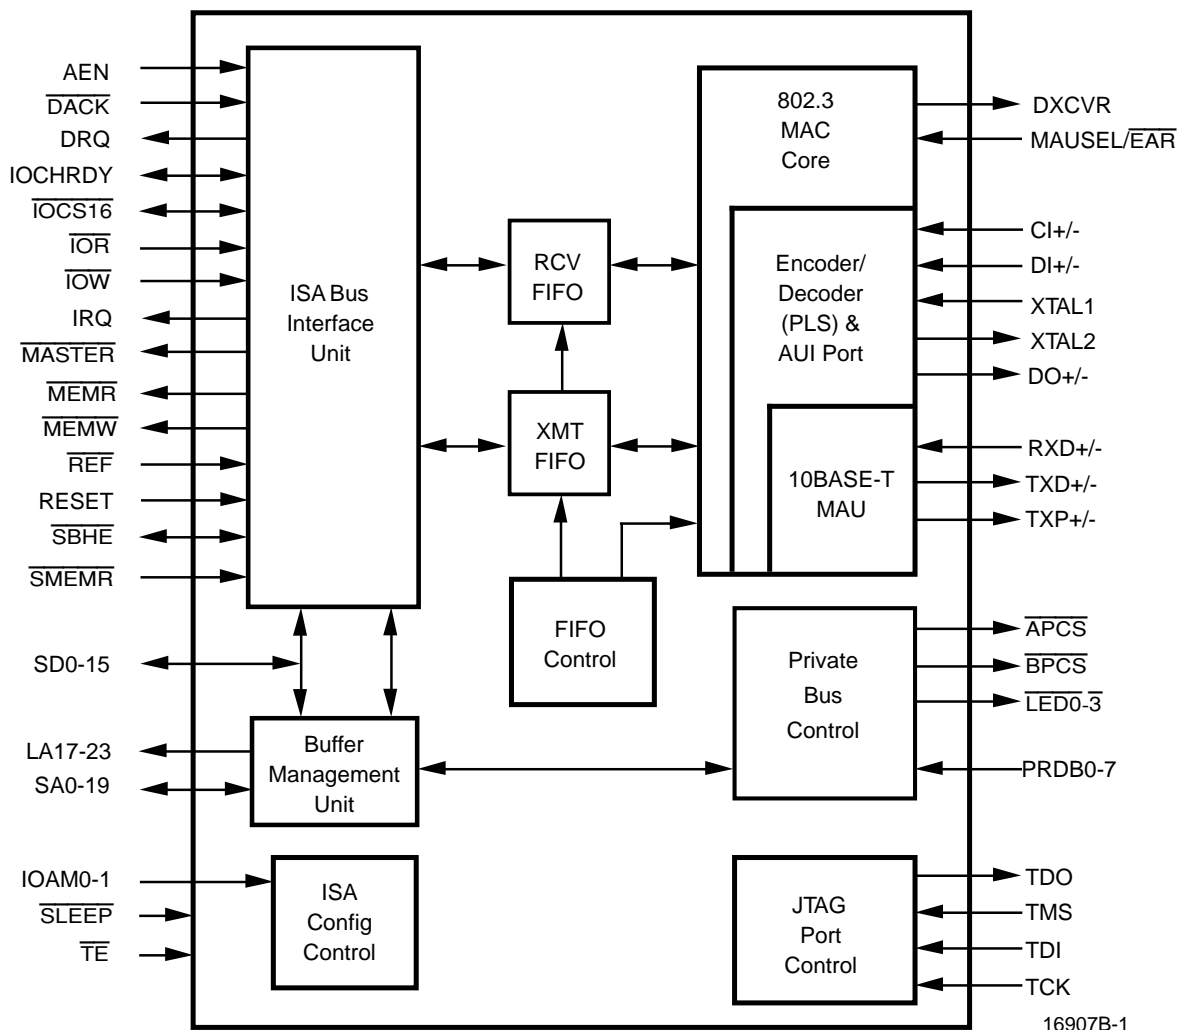 AEN
DACK
DRQ
IOCHRDY
IOCS16
IOR
IOW
IRQ
MASTER
MEMR
MEMW
REF
RESET
SBHE
SMEMR
SD0-15
LA17-23
SA0-19
IOAM0-1
SLEEP
TE
ISA Bus
Interface
Unit
Buffer
Management
Unit
ISA
Config
Control
RCV
FIFO
XMT
FIFO
FIFO
Control
802.3
MAC
Core
Encoder/
Decoder
(PLS) &
AUI Port
10BASE-T
MAU
Private
Bus
Control
JTAG
Port
Control
DXCVR
MAUSEL/EAR
CI+/-
DI+/-
XTAL1
XTAL2
DO+/-
RXD+/-
TXD+/-
TXP+/-
APCS
BPCS
LED0-3
PRDB0-7
TDO
TMS
TDI
TCK
16907B-1